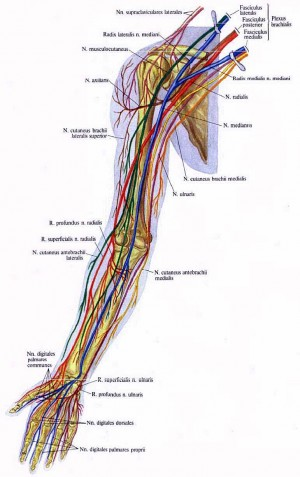 Nn. supraclaviculares laterales
Fasciculus
lateralis
Fasciculus
posterior
Fasciculus
medialis
Plexus
brachialis
Radix lateralis n. mediani
N. musculocutaneus
N. axillaris
Radix medialis n. mediani
N. radialis
N. medianus
N. cutaneus brachii
lateralis superior
N. cutaneus brachii medialis
N. ulnaris
R. profundus n. radialis
R. superficialis n. radialis
N. cutaneus antebrachii
lateralis
N. cutaneus antebrachii
medialis
Nn. digitales
palmares
communes
R. superficialis n. ulnaris
R. profundus n. ulnaris
Nn. digitales dorsales
Nn. digitales palmares proprii